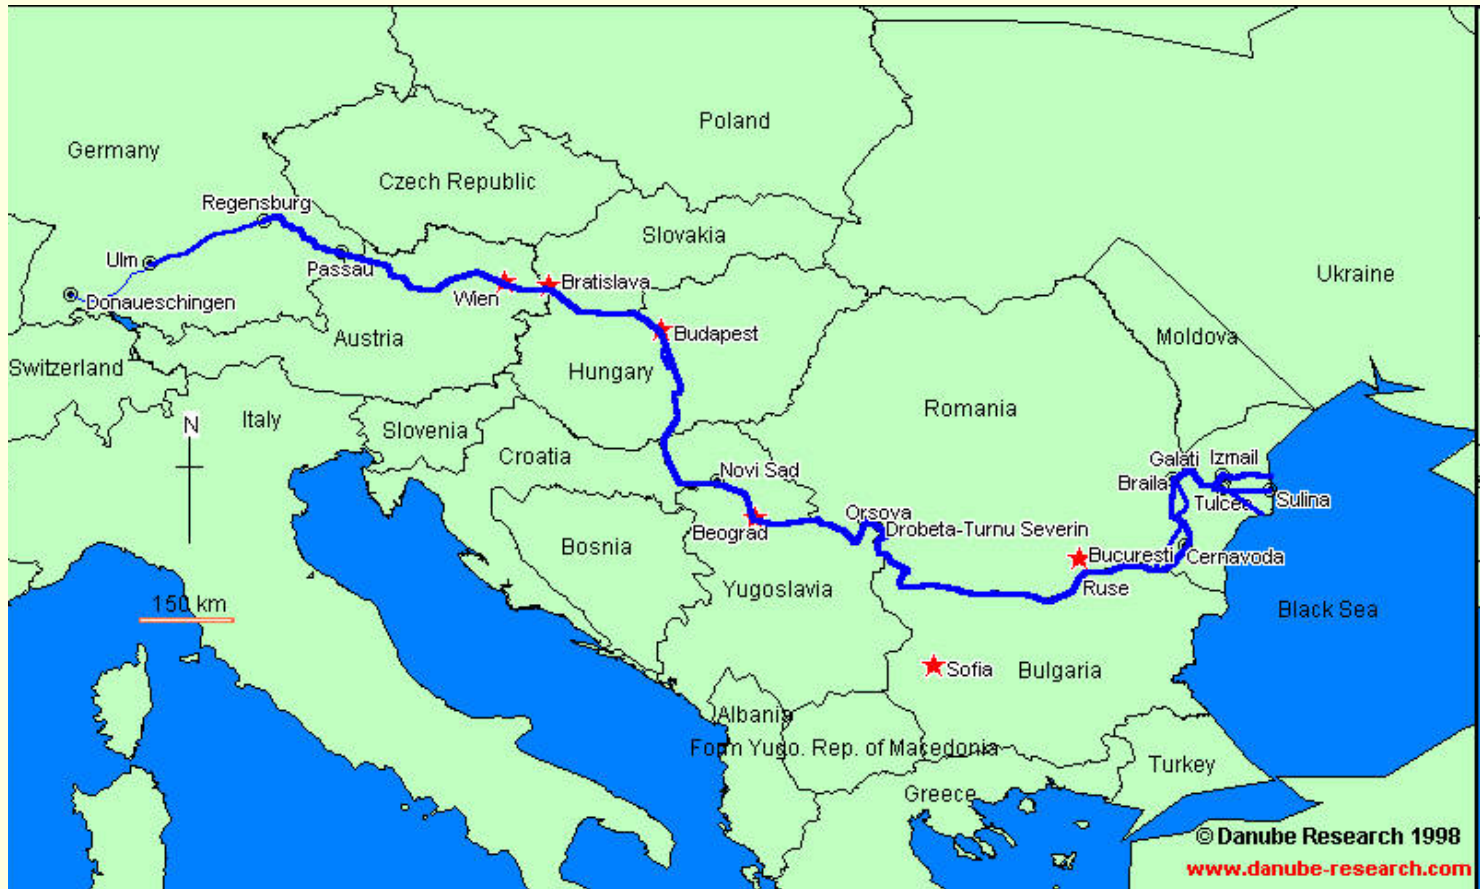 Poland
Germany
Czech Republic
Regensburg
Slovakia
Ulm
Passau
Ukraine
Bratislava
Wien
Donaueschingen
Budapest
Austria
Moldova
Switzerland
Hungary
Romania
Italy
N
Slovenia
Croatia
Novi Sad
Galati
Izmail
Braila
Tulcea
Sulina
Orsova
Beograd
Drobeta-Turnu Severin
Bosnia
Bucuresti
Cernavoda
Yugoslavia
Ruse
150 km
Black Sea
Sofia
Bulgaria
Albania
Form Yugo. Rep. of Macedonia
Turkey
Greece
© Danube Research 1998
www.danube-research.com